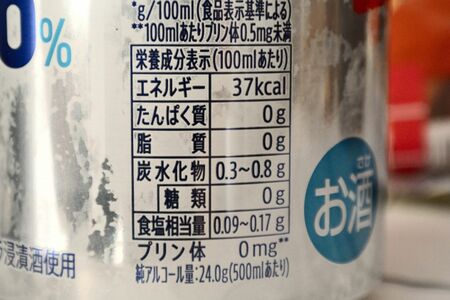 *g/100ml(食品表示基準による)
**100mlあたりプリン体0.5mg未満
0%
栄養成分表示(100mlあたり)
エネルギー 37kcal
たんぱく質 0g
脂質 0g
炭水化物 0.3~0.8g
糖類 0g
食塩相当量 0.09~0.17g
プリン体 0mg**
純アルコール量:24.0g(500mlあたり)
さけ
お酒
浸漬酒使用